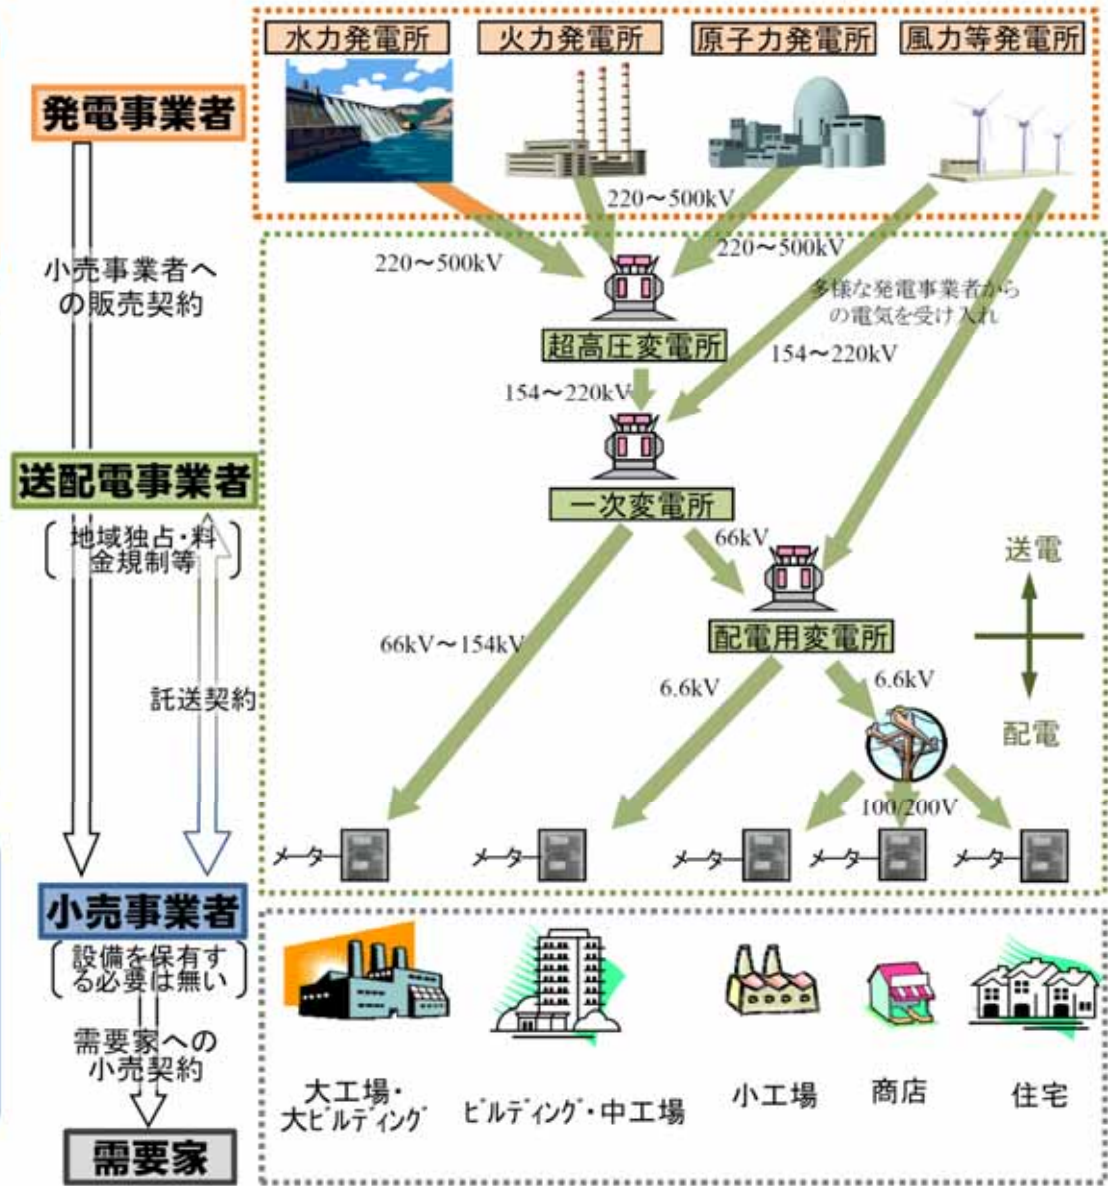 水力発電所
火力発電所
原子力発電所
風力等発電所
発電事業者
220～500kV
220～500kV
220～500kV
小売事業者へ
の販売契約
多様な発電事業者から
の電気を受け入れ
超高圧変電所
154～220kV
154～220kV
送配電事業者
地域独占・料
金規制等
一次変電所
66kV
送電
配電用変電所
66kV～154kV
6.6kV
6.6kV
託送契約
配電
100/200V
メーター
メーター
メーター
メーター
メーター
小売事業者
設備を保有す
る必要は無い
需要家への
小売契約
大工場・
大ﾋﾞﾙﾃﾞｨﾝｸﾞ
ﾋﾞﾙﾃﾞｨﾝｸﾞ・中工場
小工場
商店
住宅
需要家